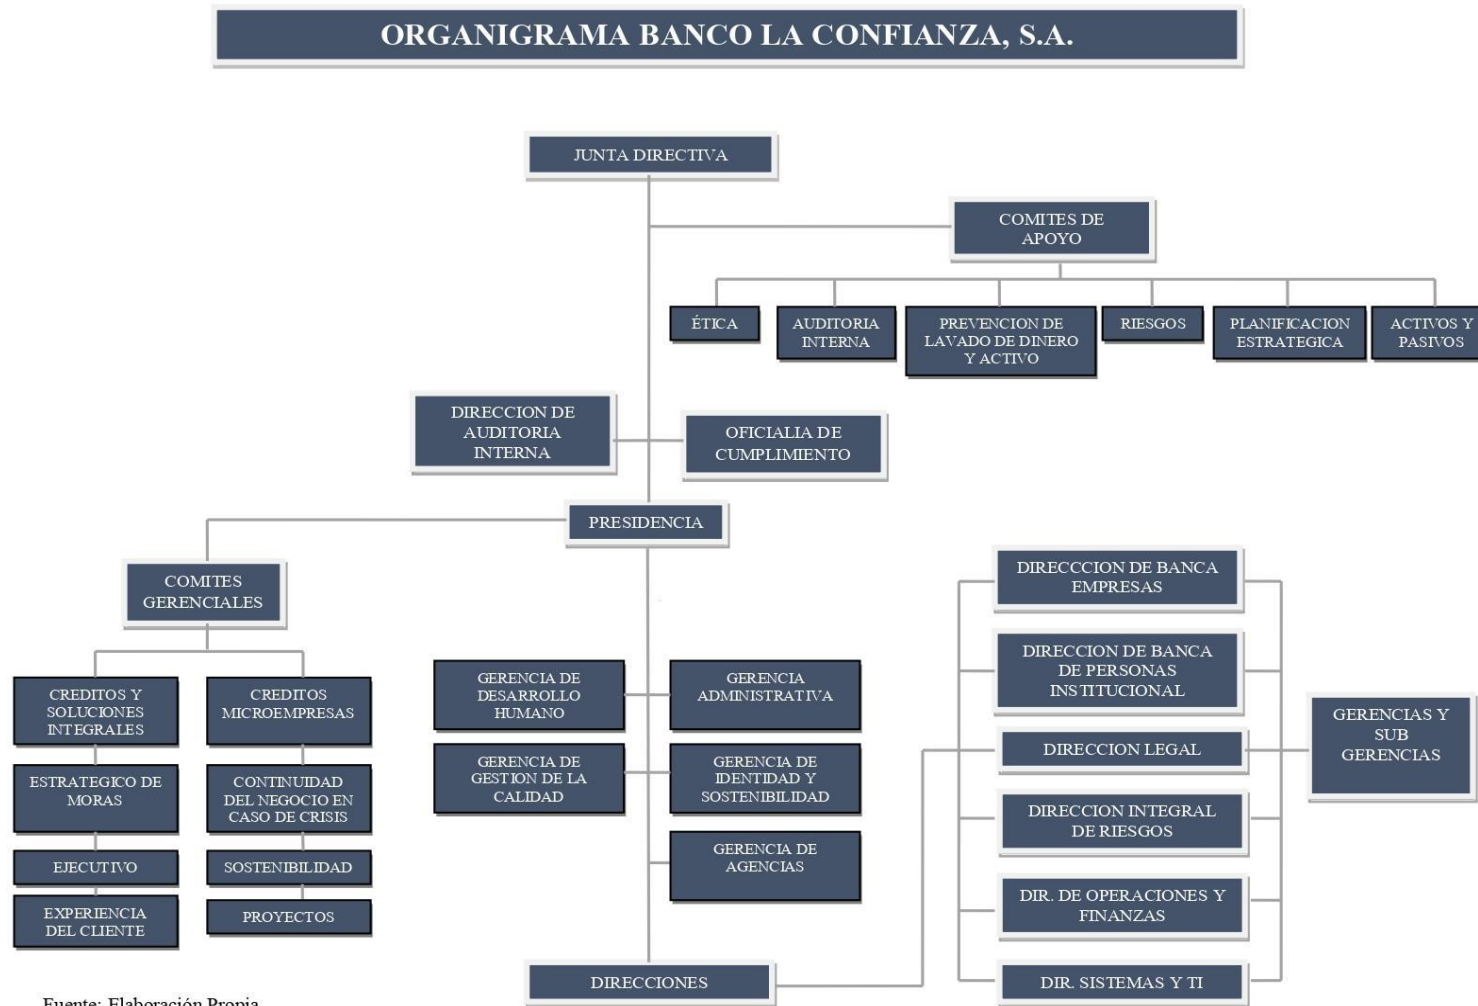 ORGANIGRAMA BANCO LA CONFIANZA, S.A.
JUNTA DIRECTIVA
COMITES DE
APOYO
ÉTICA
AUDITORIA
INTERNA
PREVENCION DE
LAVADO DE DINERO
Y ACTIVO
RIESGOS
PLANIFICACION
ESTRATEGICA
ACTIVOS Y
PASIVOS
DIRECCION DE
AUDITORIA
INTERNA
OFICIALIA DE
CUMPLIMIENTO
PRESIDENCIA
COMITES
GERENCIALES
CREDITOS Y
SOLUCIONES
INTEGRALES
CREDITOS
MICROEMPRESAS
ESTRATEGICO DE
MORAS
CONTINUIDAD
DEL NEGOCIO EN
CASO DE CRISIS
EJECUTIVO
SOSTENIBILIDAD
EXPERIENCIA
DEL CLIENTE
PROYECTOS
GERENCIA DE
DESARROLLO
HUMANO
GERENCIA
ADMINISTRATIVA
GERENCIA DE
GESTION DE LA
CALIDAD
GERENCIA DE
IDENTIDAD Y
SOSTENIBILIDAD
GERENCIA DE
AGENCIAS
DIRECCIONES
DIRECCCION DE BANCA
EMPRESAS
DIRECCION DE BANCA
DE PERSONAS
INSTITUCIONAL
DIRECCION LEGAL
DIRECCION INTEGRAL
DE RIESGOS
DIR. DE OPERACIONES Y
FINANZAS
DIR. SISTEMAS Y TI
GERENCIAS Y
SUB
GERENCIAS
Fuente: Elaboración Propia